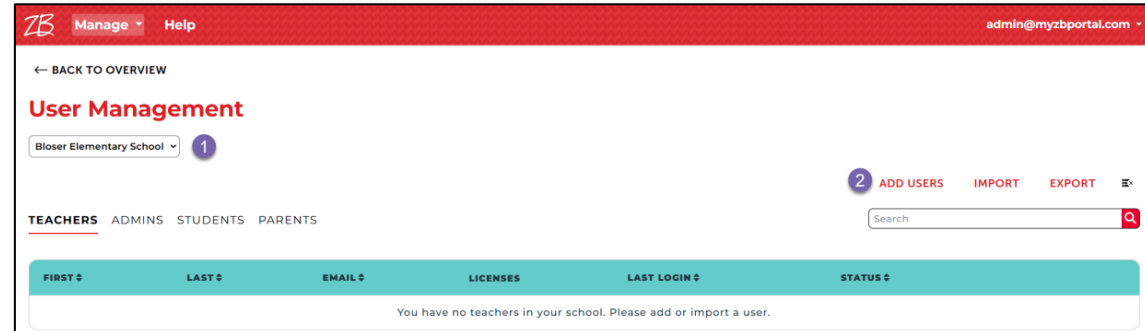 ZB Manage Help admin@myzbportal.com
← BACK TO OVERVIEW
User Management
Bloser Elementary School 1
2 ADD USERS IMPORT EXPORT
TEACHERS ADMINS STUDENTS PARENTS Search
FIRST LAST EMAIL LICENSES LAST LOGIN STATUS
You have no teachers in your school. Please add or import a user.